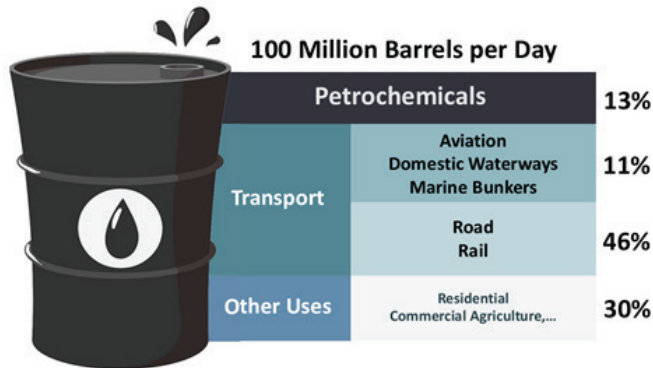 100 Million Barrels per Day
Petrochemicals
13%
Transport
Aviation
Domestic Waterways
Marine Bunkers
11%
Road
Rail
46%
Other Uses
Residential
Commercial Agriculture,...
30%